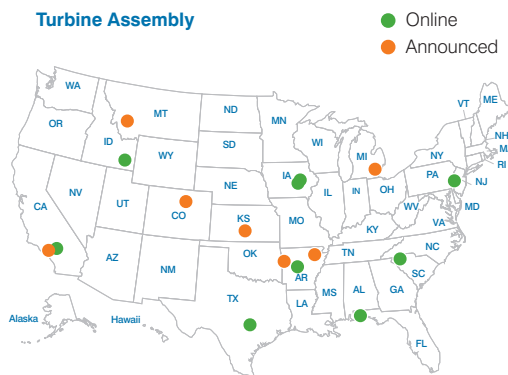 Turbine Assembly
Online
Announced
WA
MT
ND
MN
VT
ME
OR
ID
SD
WI
MI
NY
NH
MA
RI
WY
IA
PA
NJ
NV
NE
IL
IN
OH
MD
CA
UT
CO
KS
MO
WV
VA
KY
AZ
NM
OK
AR
TN
NC
SC
TX
LA
MS
AL
GA
FL
Alaska
Hawaii